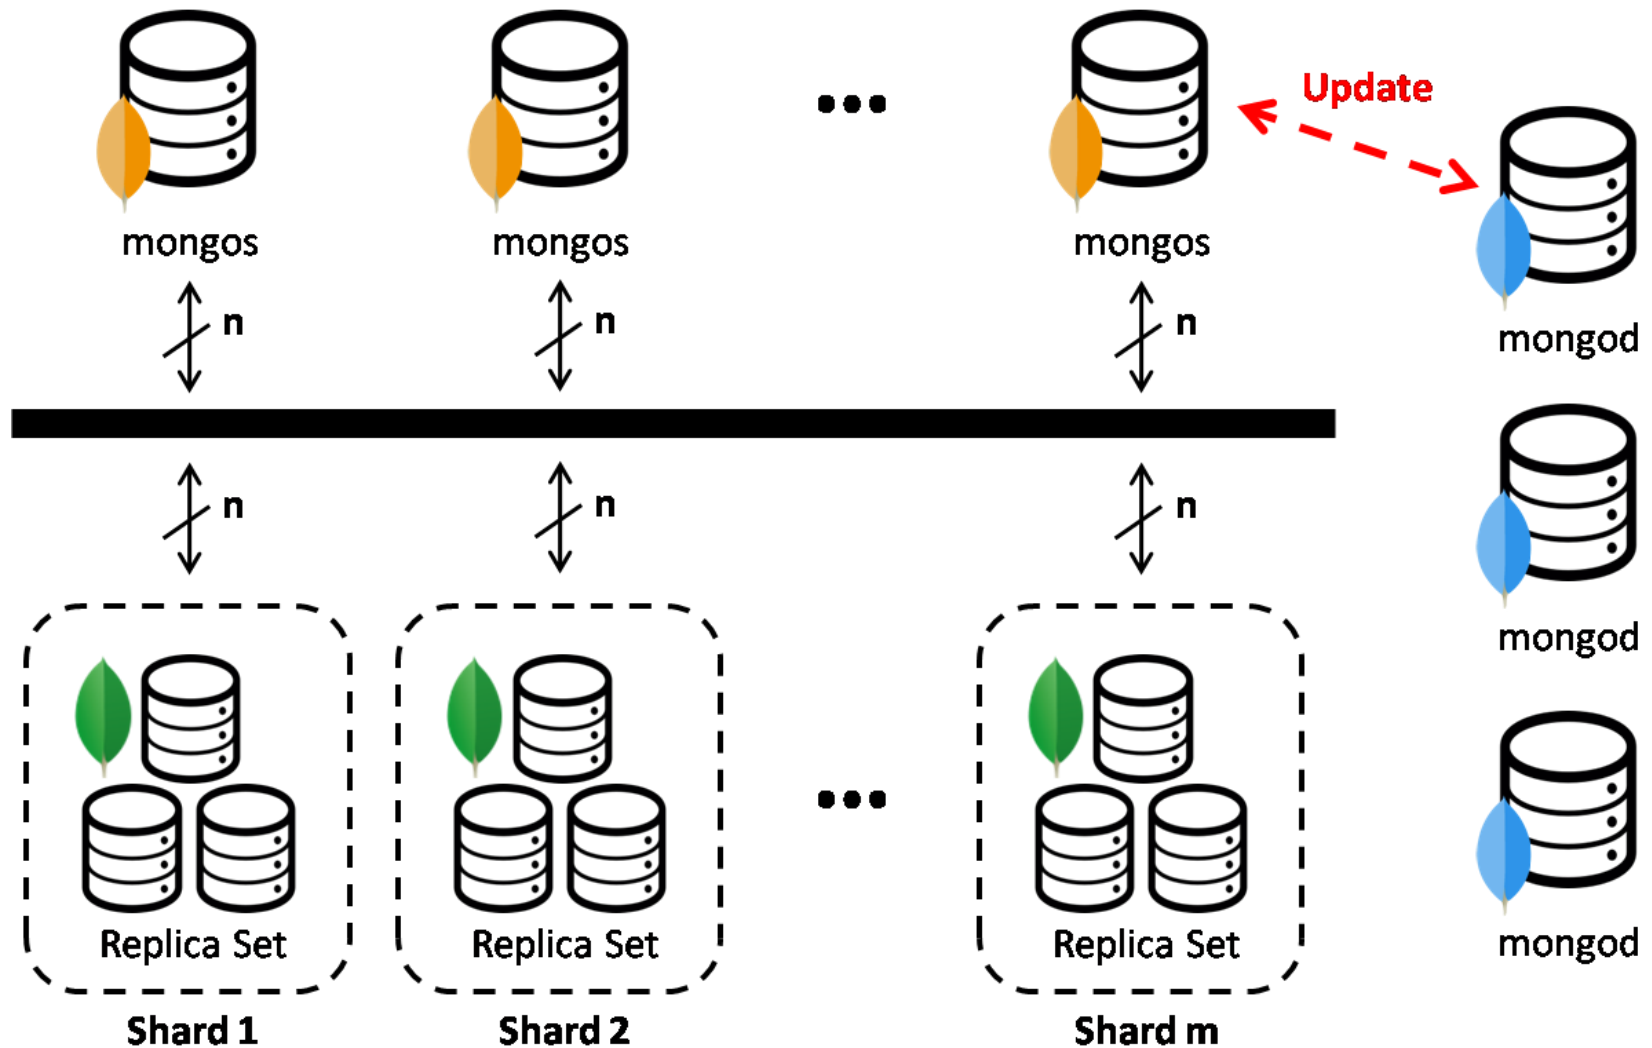 Update
mongos
mongos
mongos
mongod
n
n
n
n
n
n
mongod
Replica Set
Replica Set
Replica Set
mongod
Shard 1
Shard 2
Shard m